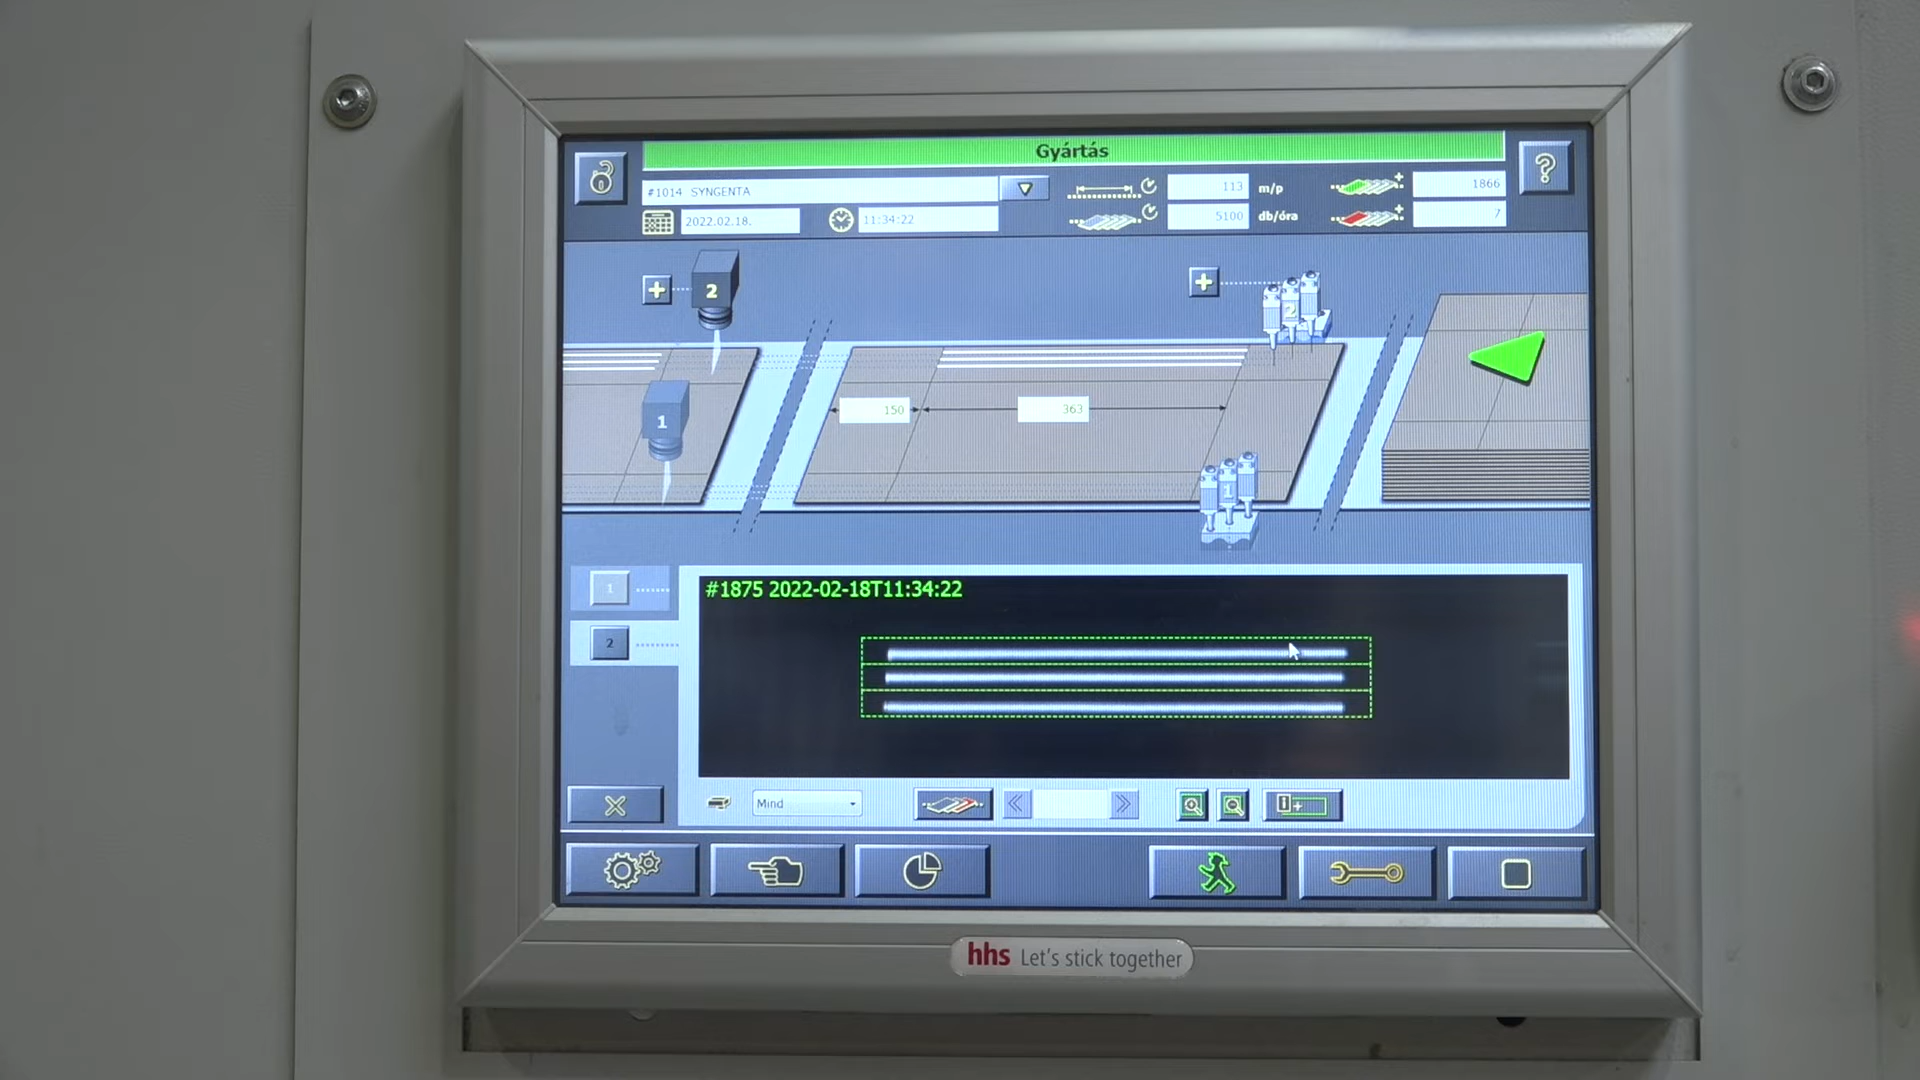 Gyártás
#1014 SYNGENTA
113 m/p
1866
2022.02.18.
11:34:22
5100 db/óra
7
2
2
1
150
363
1
1
2
#1875 2022-02-18T11:34:22
Mind
hhs Let's stick together